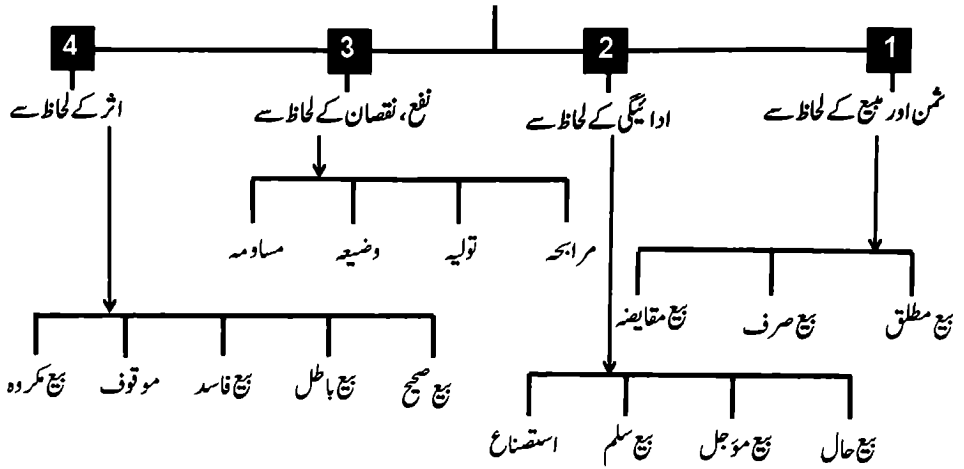 1
2
3
4
ثمن اور مبیع کے لحاظ سے
ادائیگی کے لحاظ سے
نفع، نقصان کے لحاظ سے
اثر کے لحاظ سے
مرابحہ
تولیہ
وضیعہ
مساومہ
بیع مطلق
بیع صرف
بیع مقایضہ
بیع صحیح
بیع باطل
بیع فاسد
موقوف
بیع مکروہ
بیع حال
بیع مؤجل
بیع سلم
استصناع